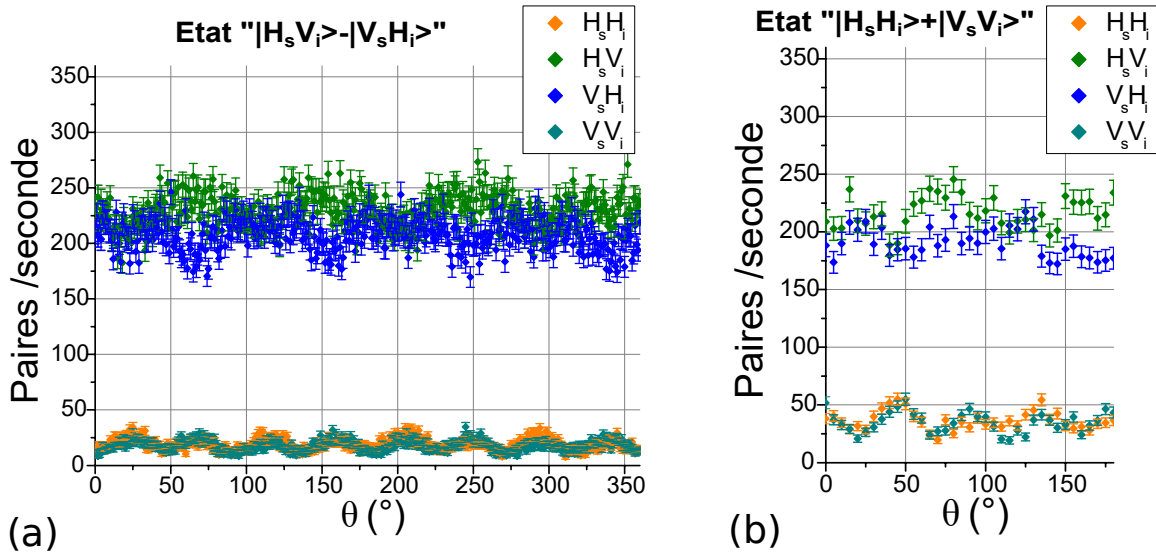 Etat "|HsVi>-|VsHi>"
HsHi
HsVi
VsHi
VsVi
350
300
250
200
150
100
50
0
Paires /seconde
0 50 100 150 200 250 300 350
θ (°)
(a)
Etat "|HsHi>+|VsVi>"
HsHi
HsVi
VsHi
VsVi
350
300
250
200
150
100
50
0
Paires /seconde
0 50 100 150
θ (°)
(b)